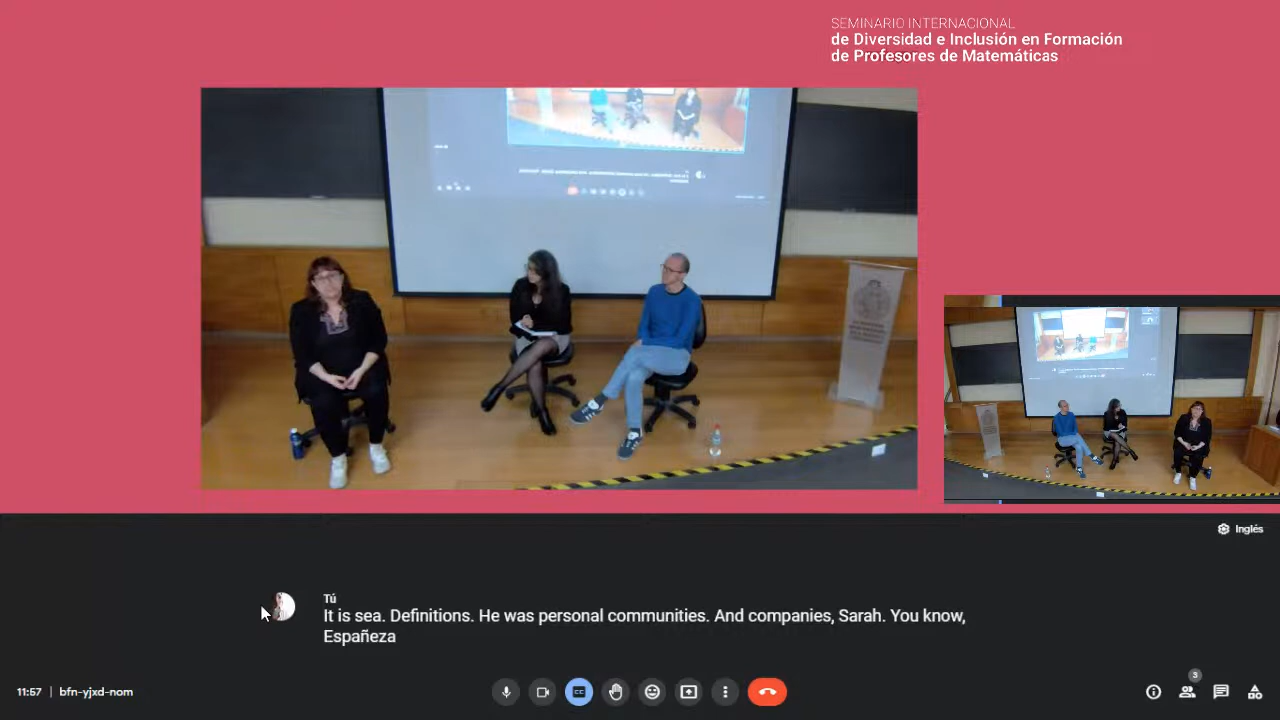 SEMINARIO INTERNACIONAL
de Diversidad e Inclusión en Formación
de Profesores de Matemáticas
Inglés
Tú
It is sea. Definitions. He was personal communities. And companies, Sarah. You know,
Españeza
11:57 | bfn-yjxd-nom
CC
3